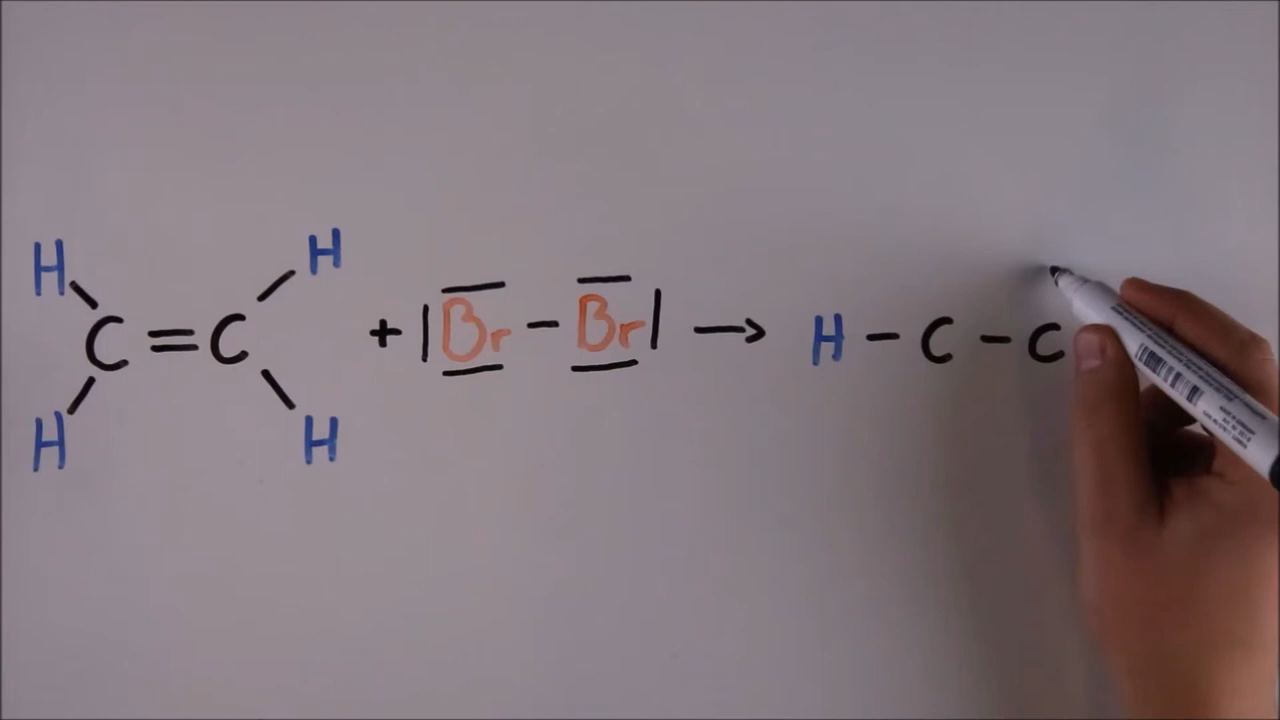 H H
C = C + |Br - Br| → H - C - C
H H